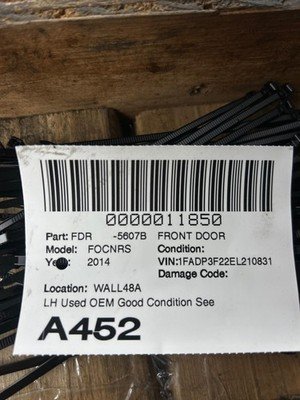 0000011850
Part: FDR -5607B FRONT DOOR
Model: FOCNRS Condition:
Year: 2014 VIN:1FADP3F22EL210831
Damage Code:
Location: WALL48A
LH Used OEM Good Condition See
A452